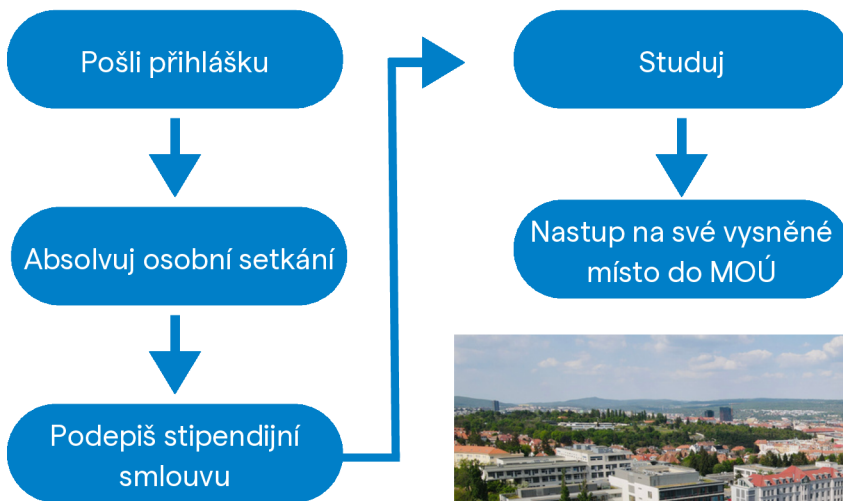 Pošli přihlášku
Absolvuj osobní setkání
Podepiš stipendijní
smlouvu
Studuj
Nastup na své vysněné
místo do MOÚ